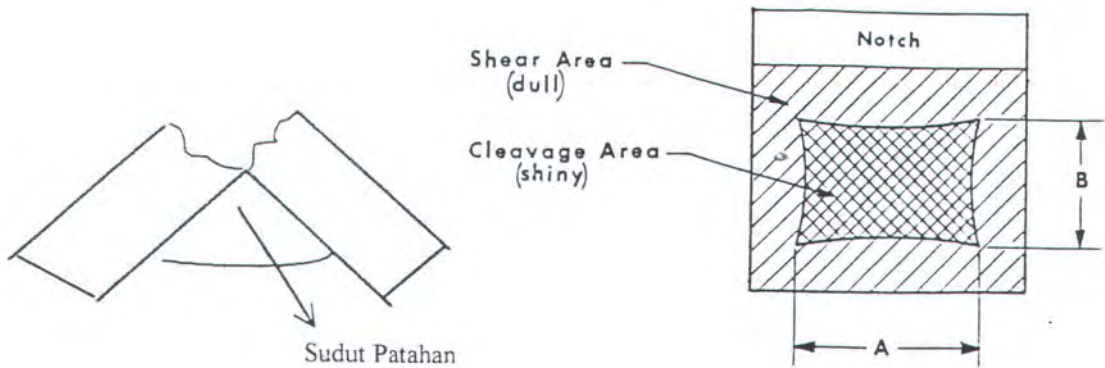 Notch
Shear Area
(dull)
Cleavage Area
(shiny)
B
A
Sudut Patahan